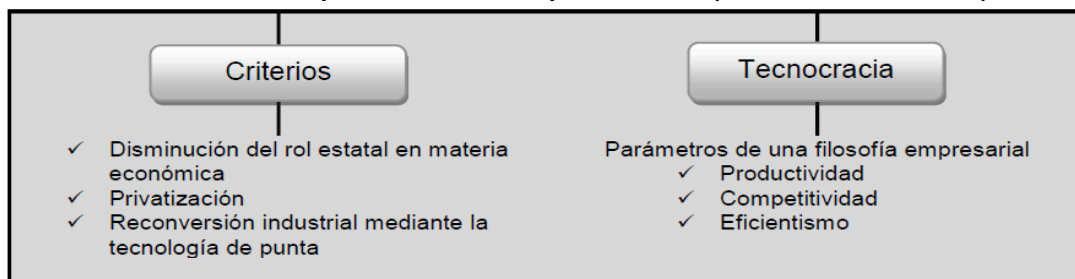 Criterios
✓ Disminución del rol estatal en materia
económica
✓ Privatización
✓ Reconversión industrial mediante la
tecnología de punta
Tecnocracia
Parámetros de una filosofía empresarial
✓ Productividad
✓ Competitividad
✓ Eficientismo